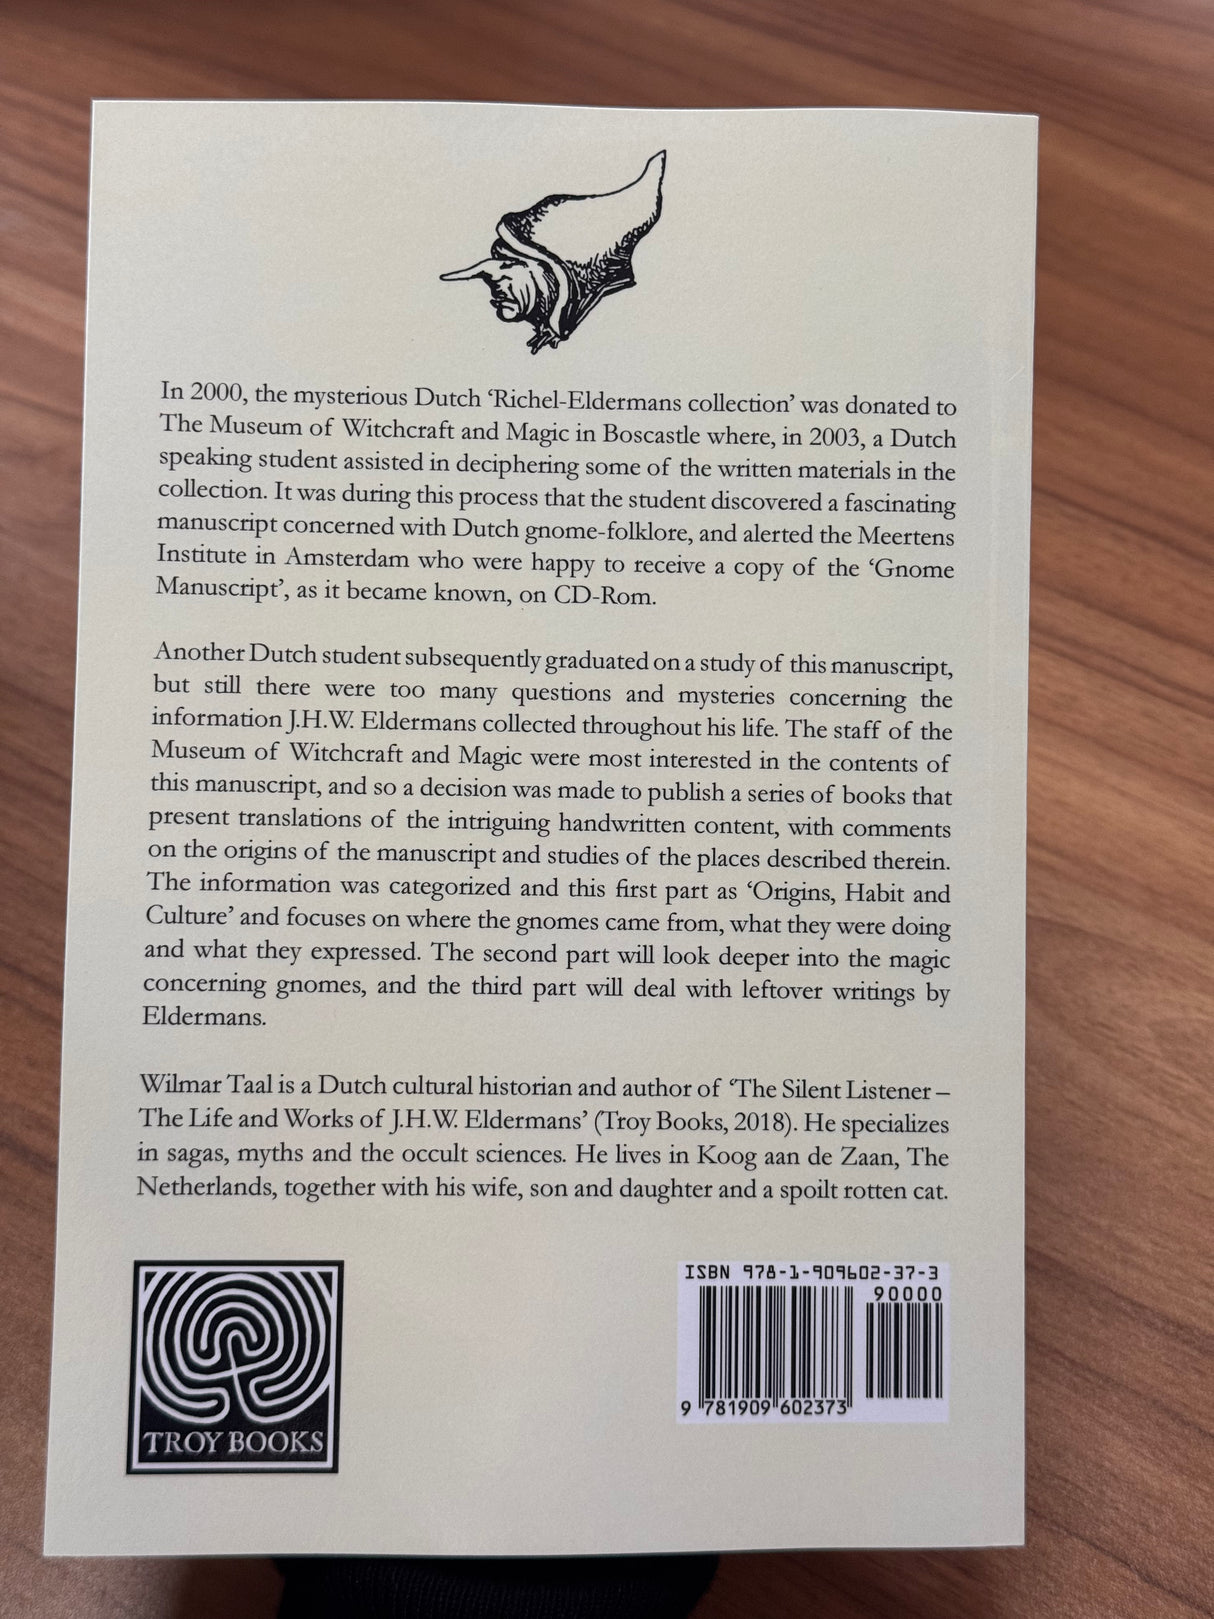 In 2000, the mysterious Dutch ‘Richel-Eldermans collection’ was donated to
The Museum of Witchcraft and Magic in Boscastle where, in 2003, a Dutch
speaking student assisted in deciphering some of the written materials in the
collection. It was during this process that the student discovered a fascinating
manuscript concerned with Dutch gnome-folklore, and alerted the Meertens
Institute in Amsterdam who were happy to receive a copy of the ‘Gnome
Manuscript’, as it became known, on CD-Rom.
Another Dutch student subsequently graduated on a study of this manuscript,
but still there were too many questions and mysteries concerning the
information J.H.W. Eldermans collected throughout his life. The staff of the
Museum of Witchcraft and Magic were most interested in the contents of
this manuscript, and so a decision was made to publish a series of books that
present translations of the intriguing handwritten content, with comments
on the origins of the manuscript and studies of the places described therein.
The information was categorized and this first part as ‘Origins, Habit and
Culture’ and focuses on where the gnomes came from, what they were doing
and what they expressed. The second part will look deeper into the magic
concerning gnomes, and the third part will deal with leftover writings by
Eldermans.
Wilmar Taal is a Dutch cultural historian and author of ‘The Silent Listener –
The Life and Works of J.H.W. Eldermans’ (Troy Books, 2018). He specializes
in sagas, myths and the occult sciences. He lives in Koog aan de Zaan, The
Netherlands, together with his wife, son and daughter and a spoilt rotten cat.
TROY BOOKS
ISBN 978-1-909602-37-3
90000
9 781909 602373